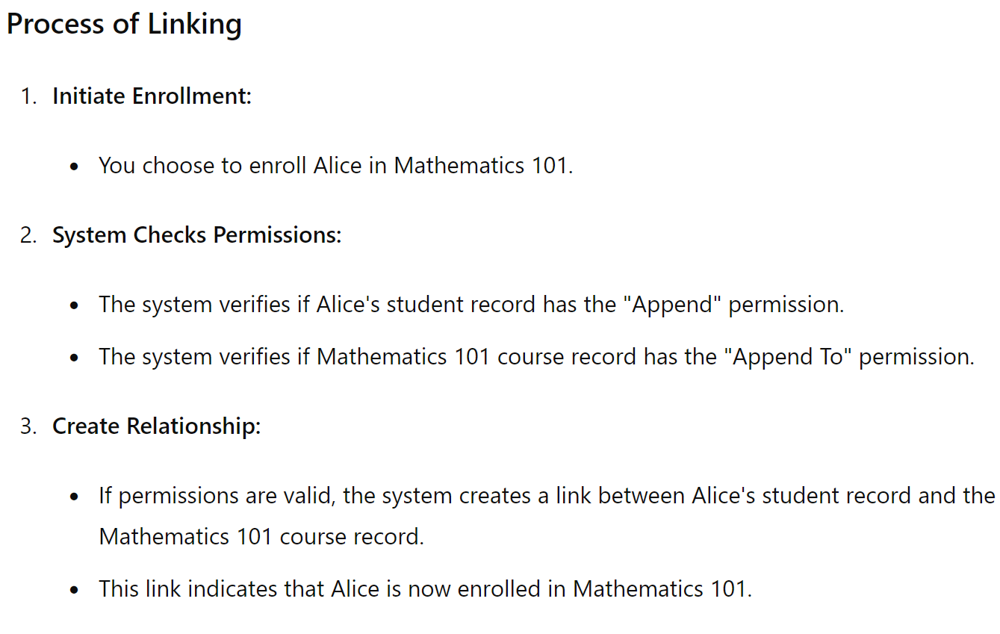 Process of Linking
1. Initiate Enrollment:
• You choose to enroll Alice in Mathematics 101.
2. System Checks Permissions:
• The system verifies if Alice's student record has the "Append" permission.
• The system verifies if Mathematics 101 course record has the "Append To" permission.
3. Create Relationship:
• If permissions are valid, the system creates a link between Alice's student record and the
Mathematics 101 course record.
• This link indicates that Alice is now enrolled in Mathematics 101.